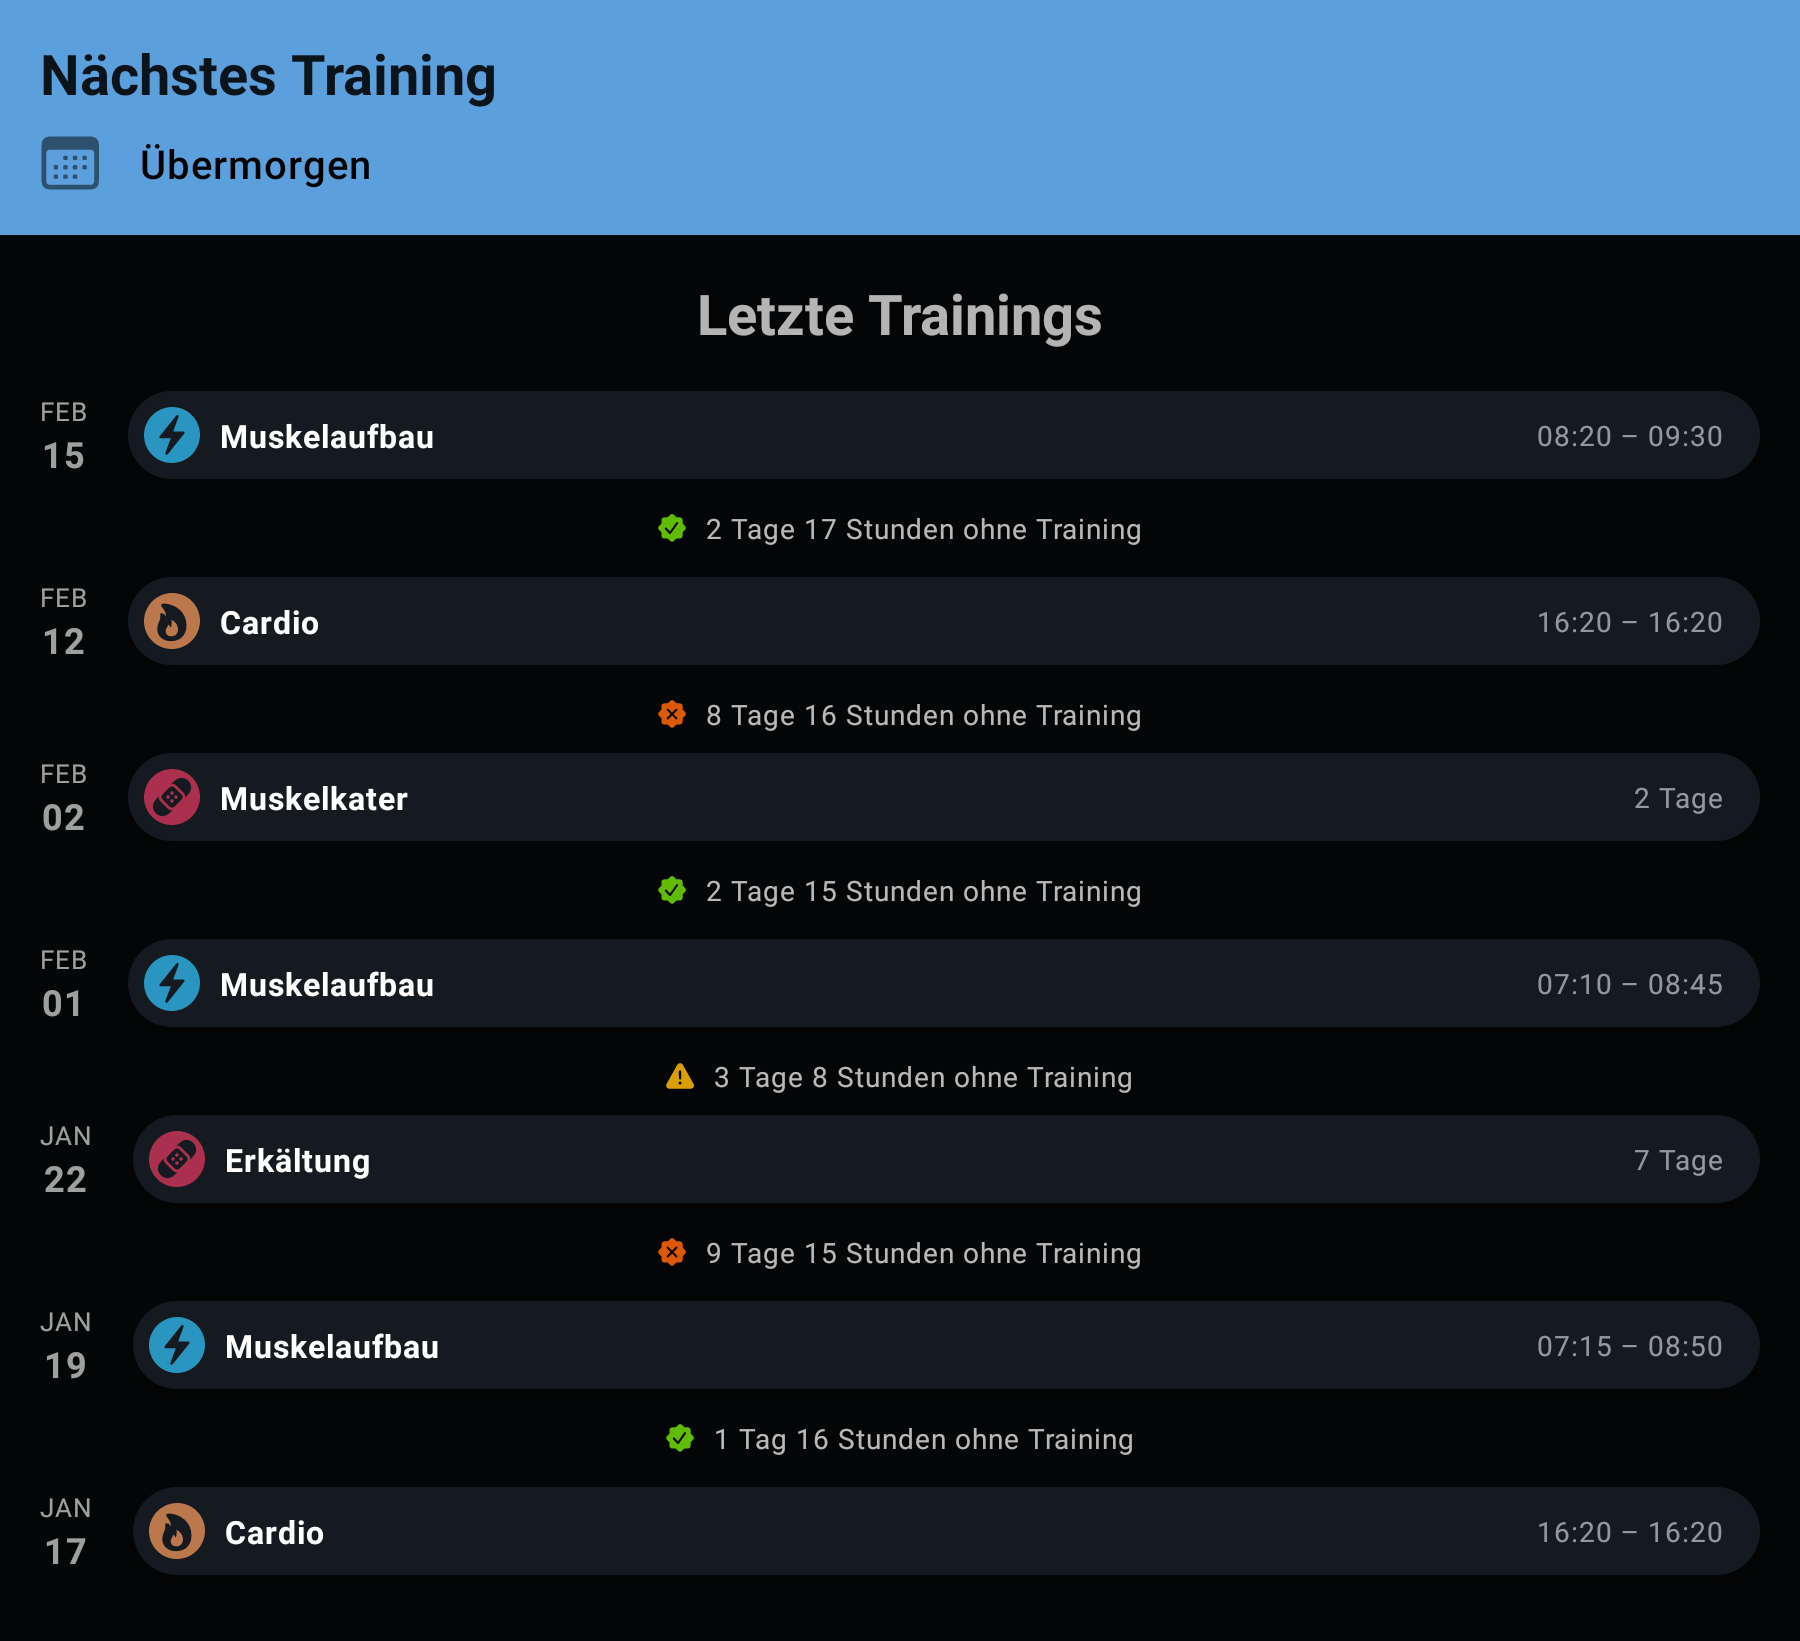 Nächstes Training
Übermorgen
Letzte Trainings
FEB
15
Muskelaufbau
08:20 – 09:30
2 Tage 17 Stunden ohne Training
FEB
12
Cardio
16:20 – 16:20
8 Tage 16 Stunden ohne Training
FEB
02
Muskelkater
2 Tage
2 Tage 15 Stunden ohne Training
FEB
01
Muskelaufbau
07:10 – 08:45
3 Tage 8 Stunden ohne Training
JAN
22
Erkältung
7 Tage
9 Tage 15 Stunden ohne Training
JAN
19
Muskelaufbau
07:15 – 08:50
1 Tag 16 Stunden ohne Training
JAN
17
Cardio
16:20 – 16:20